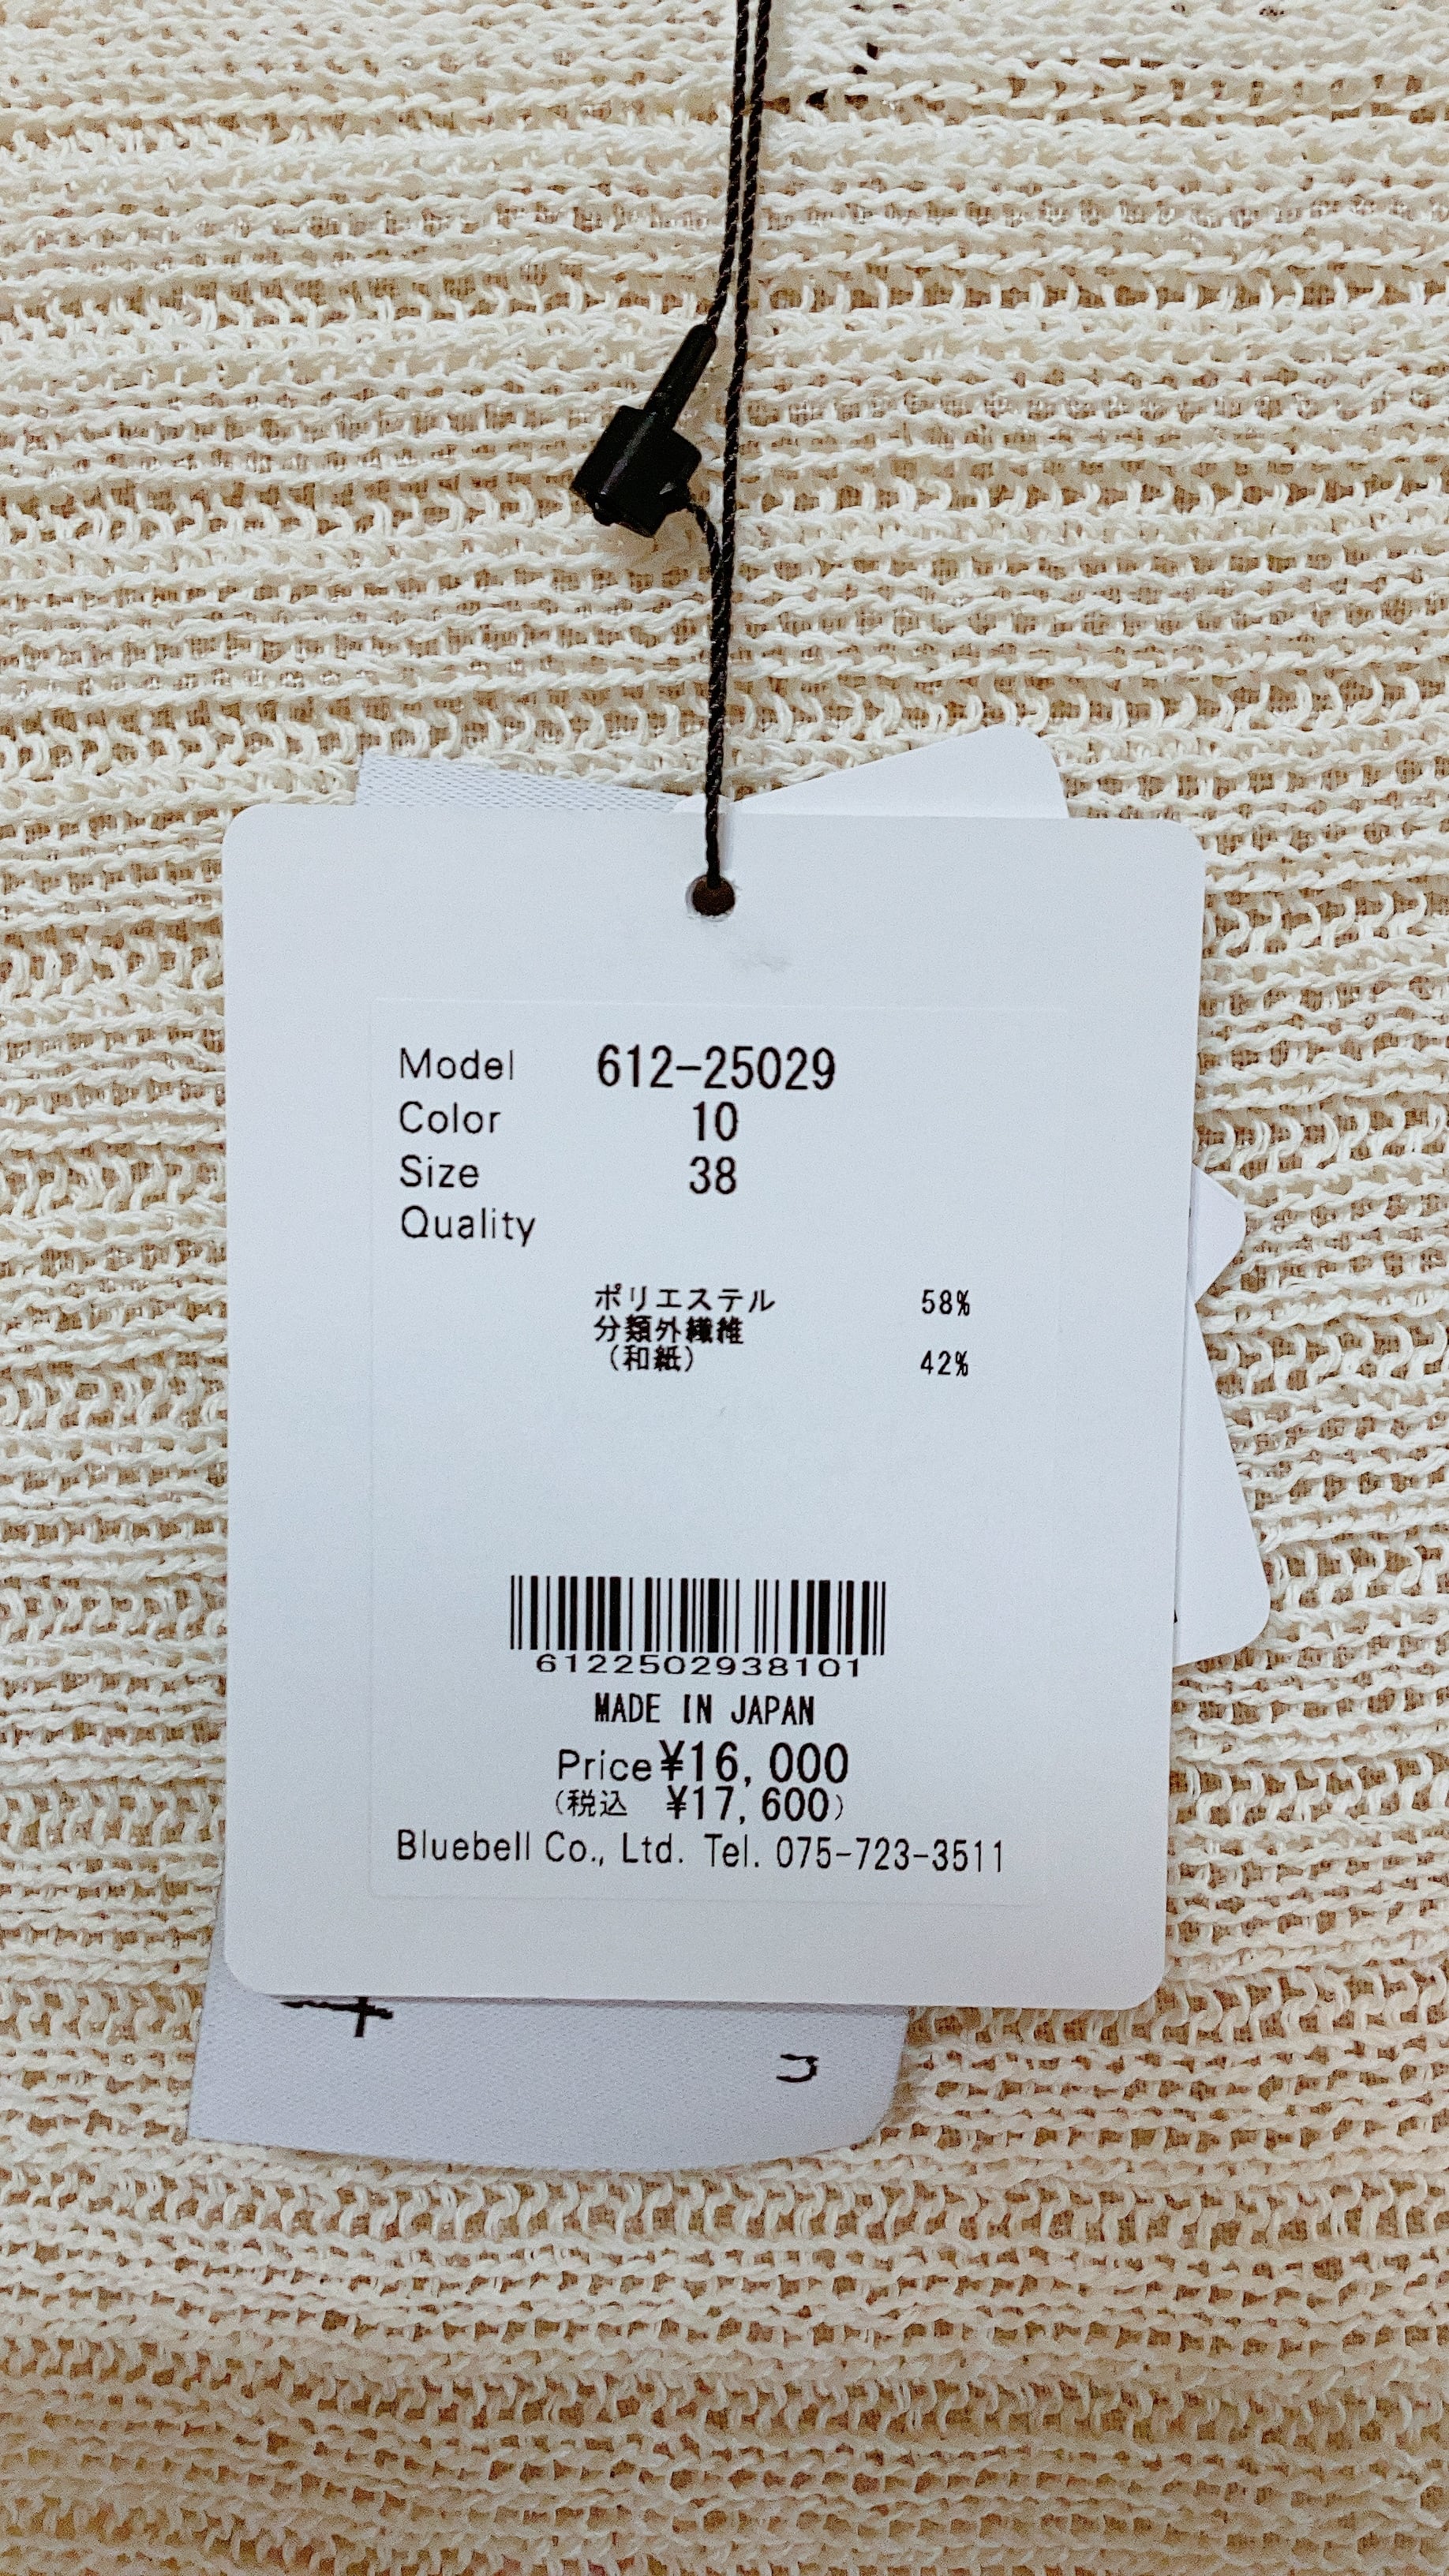 Model 612-25029
Color 10
Size 38
Quality
ポリエステル 58%
分類外繊維
(和紙) 42%
6122502938101
MADE IN JAPAN
Price ¥16,000
(税込 ¥17,600)
Bluebell Co., Ltd. Tel. 075-723-3511